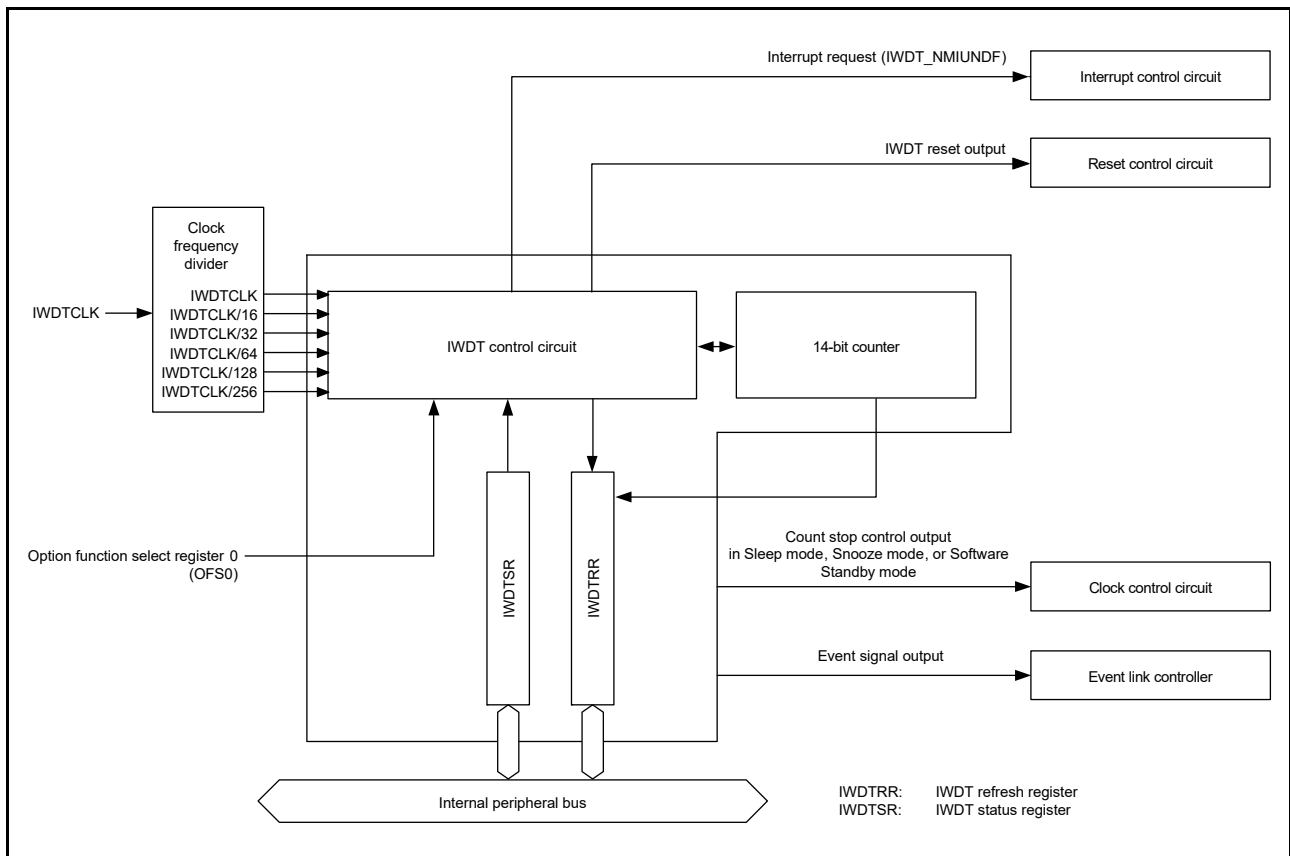 Interrupt request (IWDT_NMIUNDF)
Interrupt control circuit
IWDT reset output
Reset control circuit
Clock
frequency
divider
IWDTCLK
IWDTCLK
IWDTCLK/16
IWDTCLK/32
IWDTCLK/64
IWDTCLK/128
IWDTCLK/256
IWDT control circuit
14-bit counter
Option function select register 0
(OFS0)
IWDTSR
IWDTRR
Count stop control output
in Sleep mode, Snooze mode, or Software
Standby mode
Clock control circuit
Event signal output
Event link controller
Internal peripheral bus
IWDTRR: IWDT refresh register
IWDTSR: IWDT status register